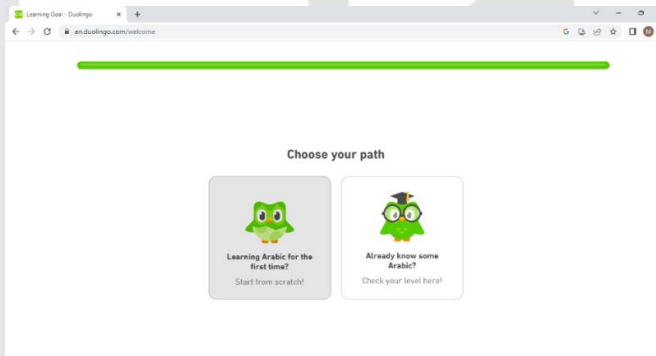 Learning Goal - Duolingo
en.duolingo.com/welcome
G
N
Choose your path
Learning Arabic for the
first time?
Start from scratch!
Already know some
Arabic?
Check your level here!